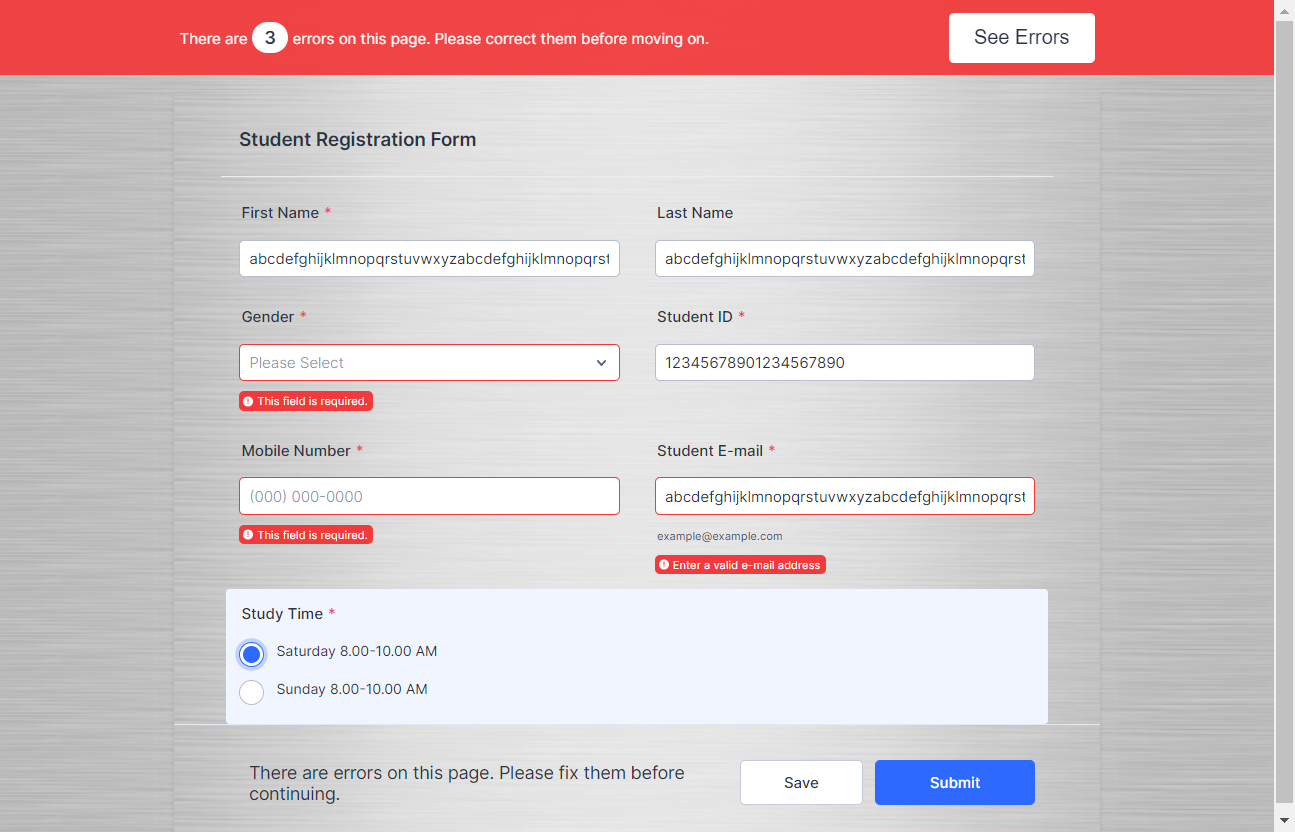 There are 3 errors on this page. Please correct them before moving on.
See Errors
Student Registration Form
First Name *
Last Name
abcdefghijklmnopqrstuvwxyzabcdefghijklmnopqrst
abcdefghijklmnopqrstuvwxyzabcdefghijklmnopqrst
Gender *
Student ID *
Please Select
12345678901234567890
This field is required.
Mobile Number *
Student E-mail *
(000) 000-0000
abcdefghijklmnopqrstuvwxyzabcdefghijklmnopqrst
This field is required.
example@example.com
Enter a valid e-mail address
Study Time *
Saturday 8.00-10.00 AM
Sunday 8.00-10.00 AM
There are errors on this page. Please fix them before
continuing.
Save
Submit